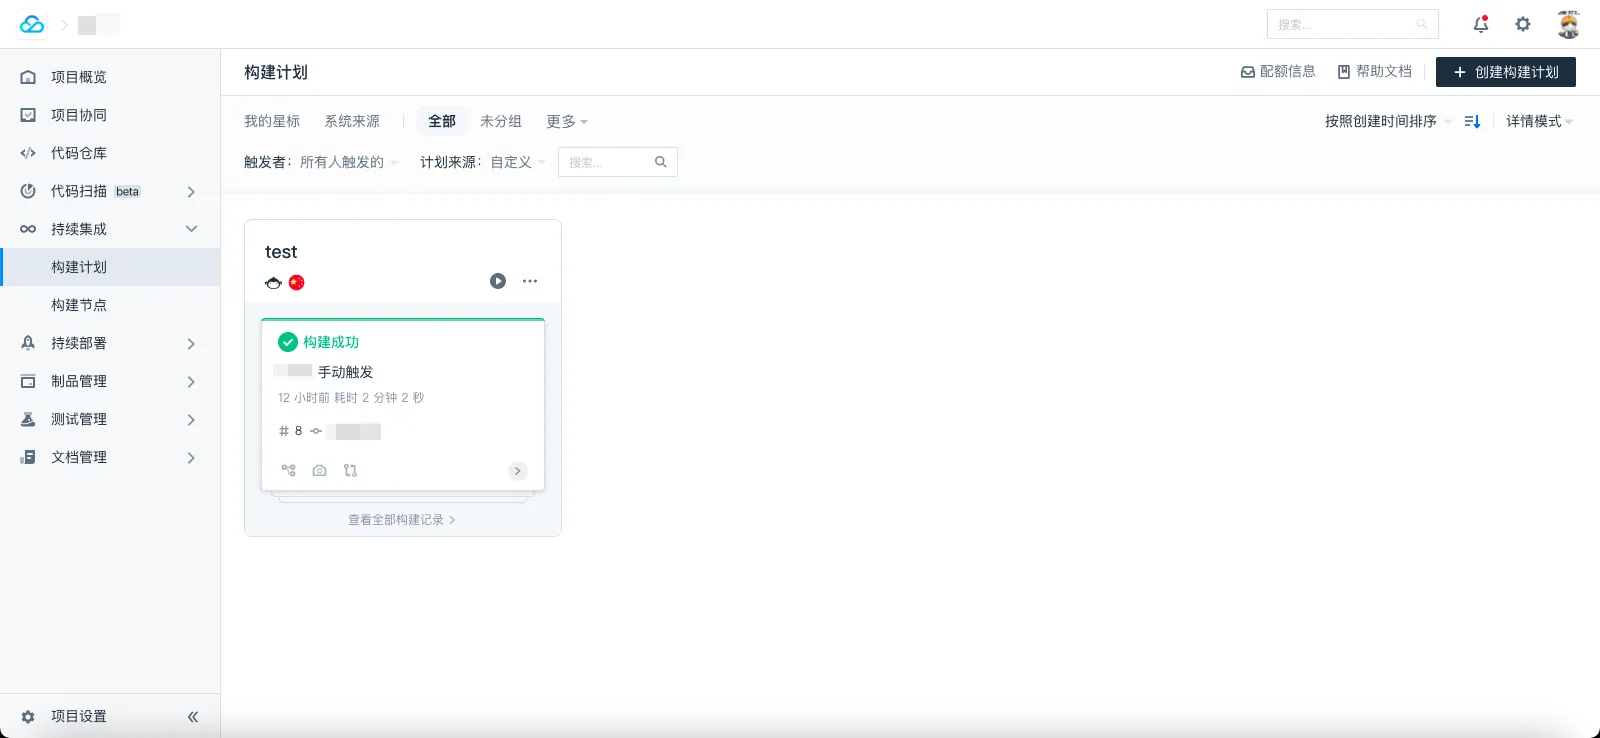 搜索...
项目概览
项目协同
代码仓库
代码扫描 beta
持续集成
构建计划
构建节点
持续部署
制品管理
测试管理
文档管理
项目设置
构建计划
配额信息 帮助文档 创建构建计划
我的星标 系统来源 全部 未分组 更多 按照创建时间排序 详情模式
触发者： 所有人触发的 计划来源： 自定义 搜索...
test
构建成功
手动触发
12 小时前 耗时 2 分钟 2 秒
# 8
查看全部构建记录